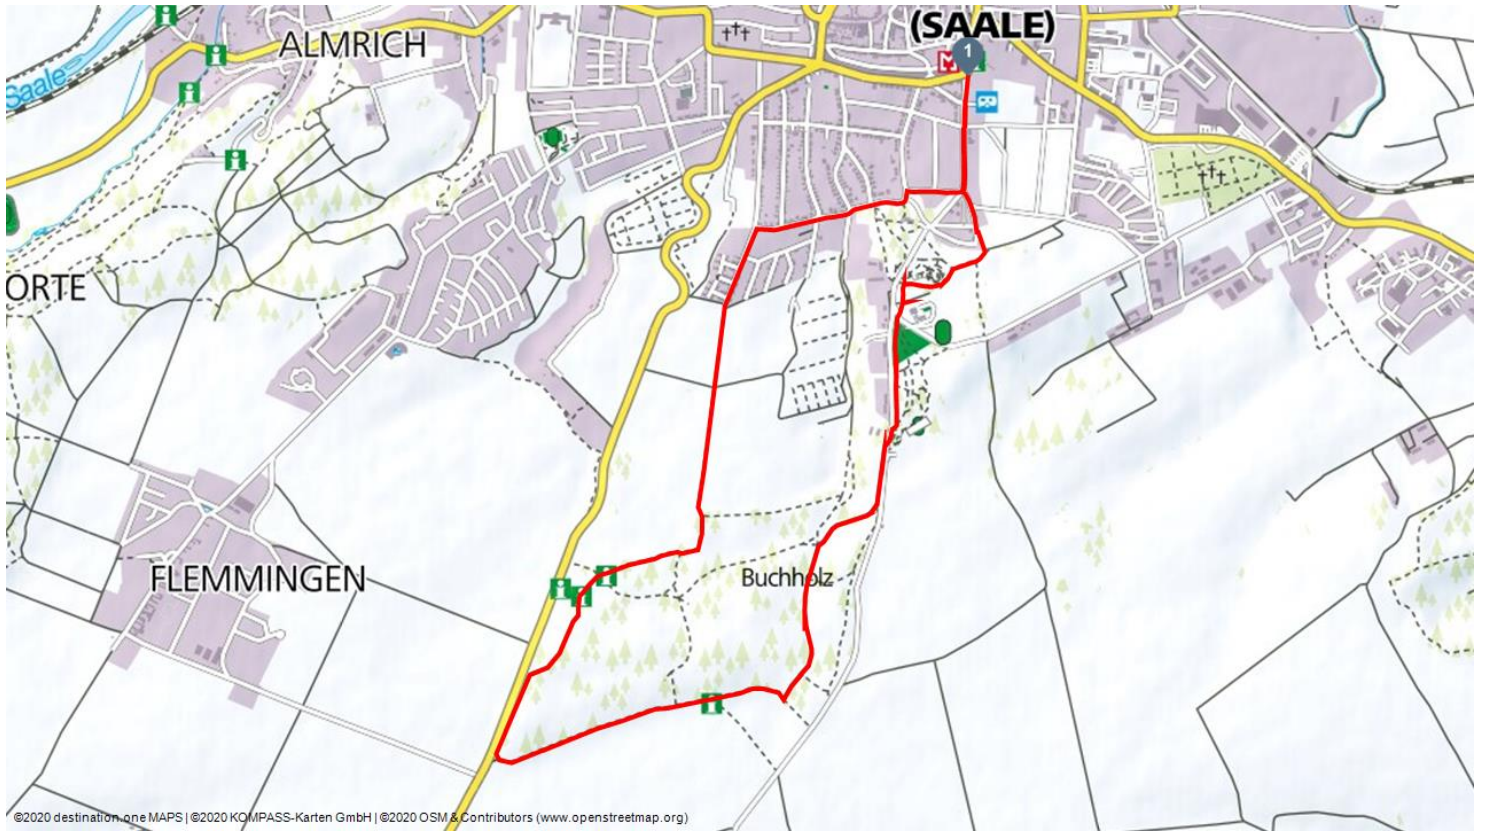 (SAALE)
1
ALMRICH
Saale
ORTE
Buchholz
FLEMMINGEN
©2020 destination.one MAPS | ©2020 KOMPASS-Karten GmbH | ©2020 OSM & Contributors (www.openstreetmap.org)